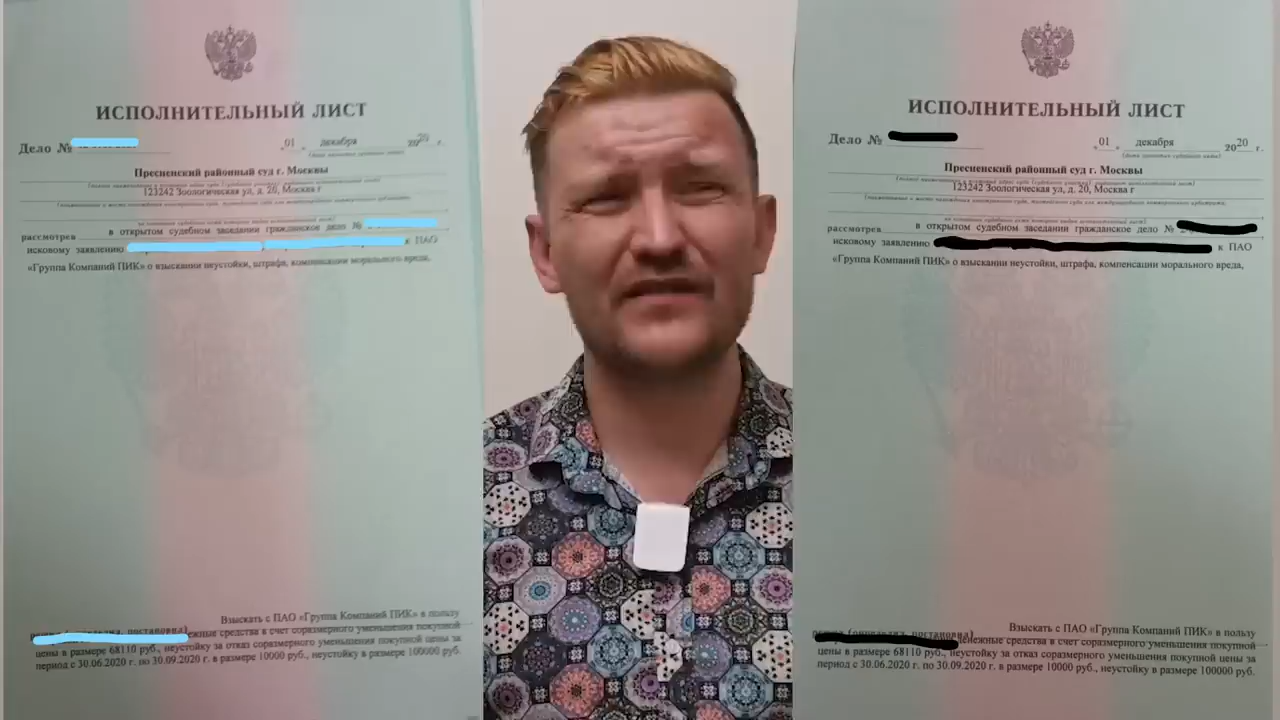 ИСПОЛНИТЕЛЬНЫЙ ЛИСТ
Дело №
„ 01 „ декабря 2020 г.
Пресненский районный суд г. Москвы
123242 Зоологическая ул, д. 20, Москва г
рассмотрев в открытом судебном заседании гражданское дело №
исковому заявлению к ПАО
«Группа Компаний ПИК» о взыскании неустойки, штрафа, компенсации морального вреда,
Взыскать с ПАО «Группа Компаний ПИК» в пользу
средства в счет соразмерного уменьшения покупной
цены в размере 68110 руб., неустойку за отказ соразмерного уменьшения покупной цены за
период с 30.06.2020 г. по 30.09.2020 г. в размере 10000 руб., неустойку в размере 100000 руб.
ИСПОЛНИТЕЛЬНЫЙ ЛИСТ
Дело №
„ 01 „ декабря 2020 г.
Пресненский районный суд г. Москвы
123242 Зоологическая ул, д. 20, Москва г
рассмотрев в открытом судебном заседании гражданское дело №
исковому заявлению к ПАО
«Группа Компаний ПИК» о взыскании неустойки, штрафа, компенсации морального вреда,
Взыскать с ПАО «Группа Компаний ПИК» в пользу
средства в счет соразмерного уменьшения покупной
цены в размере 68110 руб., неустойку за отказ соразмерного уменьшения покупной цены за
период с 30.06.2020 г. по 30.09.2020 г. в размере 10000 руб., неустойку в размере 100000 руб.